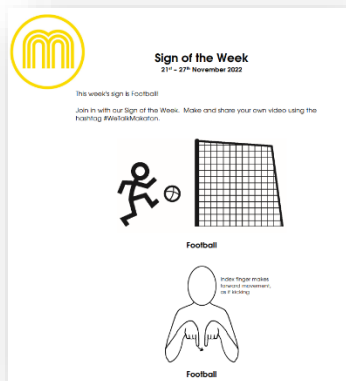 Sign of the Week
21st – 27th November 2022
This week's sign is Football!
Join in with our Sign of the Week. Make and share your own video using the
hashtag #WeTalkMakaton.
Football
Index finger makes
forward movement,
as if kicking
Football